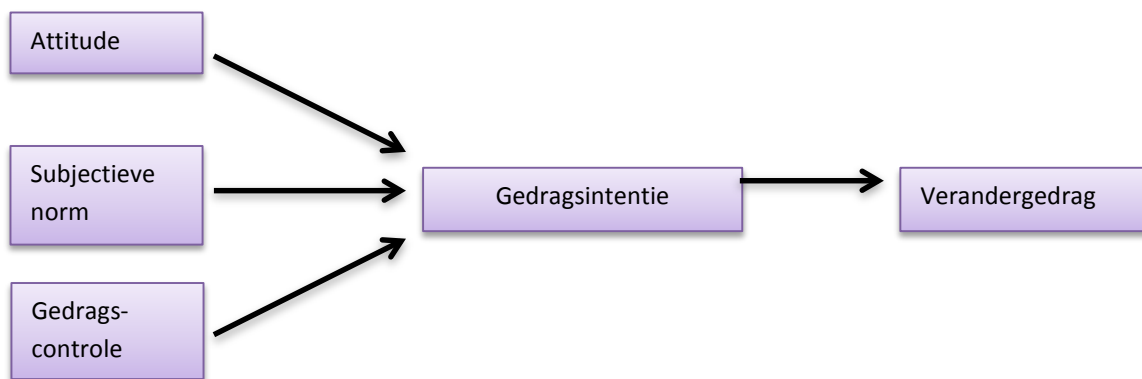 Attitude
Subjectieve
norm
Gedrags-
controle
Gedragsintentie
Verandergedrag